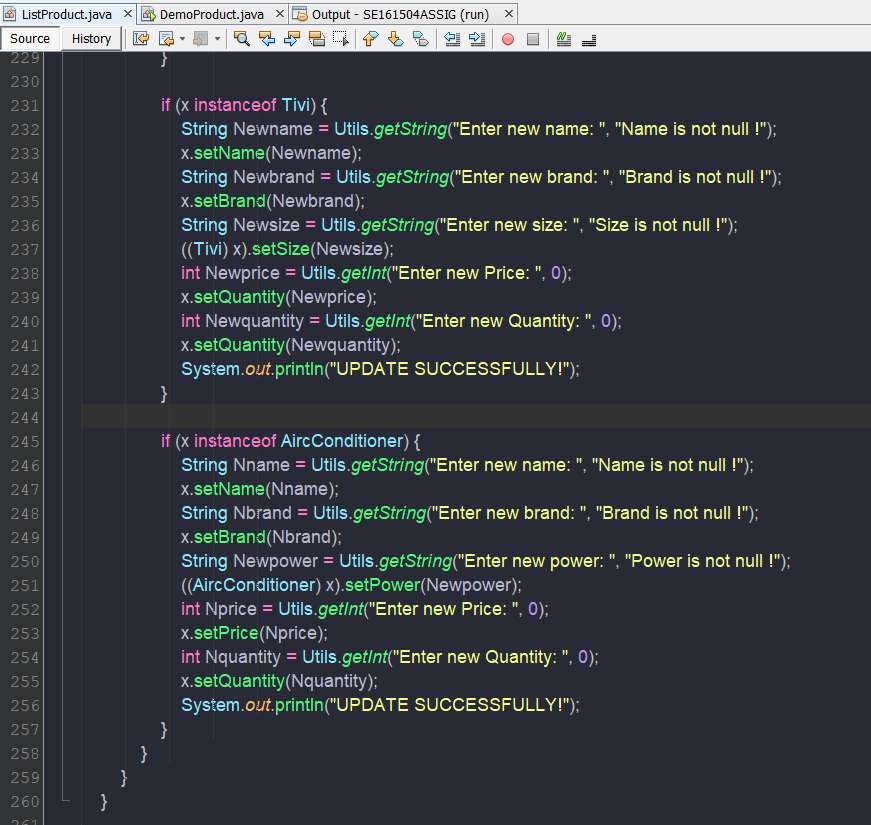 ListProduct.java × DemoProduct.java × Output - SE161504ASSIG (run) ×
Source History
229 }
230
231 if (x instanceof Tivi) {
232 String Newname = Utils.getString("Enter new name: ", "Name is not null !");
233 x.setName(Newname);
234 String Newbrand = Utils.getString("Enter new brand: ", "Brand is not null !");
235 x.setBrand(Newbrand);
236 String Newsize = Utils.getString("Enter new size: ", "Size is not null !");
237 ((Tivi) x).setSize(Newsize);
238 int Newprice = Utils.getInt("Enter new Price: ", 0);
239 x.setQuantity(Newprice);
240 int Newquantity = Utils.getInt("Enter new Quantity: ", 0);
241 x.setQuantity(Newquantity);
242 System.out.println("UPDATE SUCCESSFULLY!");
243 }
244
245 if (x instanceof AircConditioner) {
246 String Nname = Utils.getString("Enter new name: ", "Name is not null !");
247 x.setName(Nname);
248 String Nbrand = Utils.getString("Enter new brand: ", "Brand is not null !");
249 x.setBrand(Nbrand);
250 String Newpower = Utils.getString("Enter new power: ", "Power is not null !");
251 ((AircConditioner) x).setPower(Newpower);
252 int Nprice = Utils.getInt("Enter new Price: ", 0);
253 x.setPrice(Nprice);
254 int Nquantity = Utils.getInt("Enter new Quantity: ", 0);
255 x.setQuantity(Nquantity);
256 System.out.println("UPDATE SUCCESSFULLY!");
257 }
258 }
259 }
260 }
261